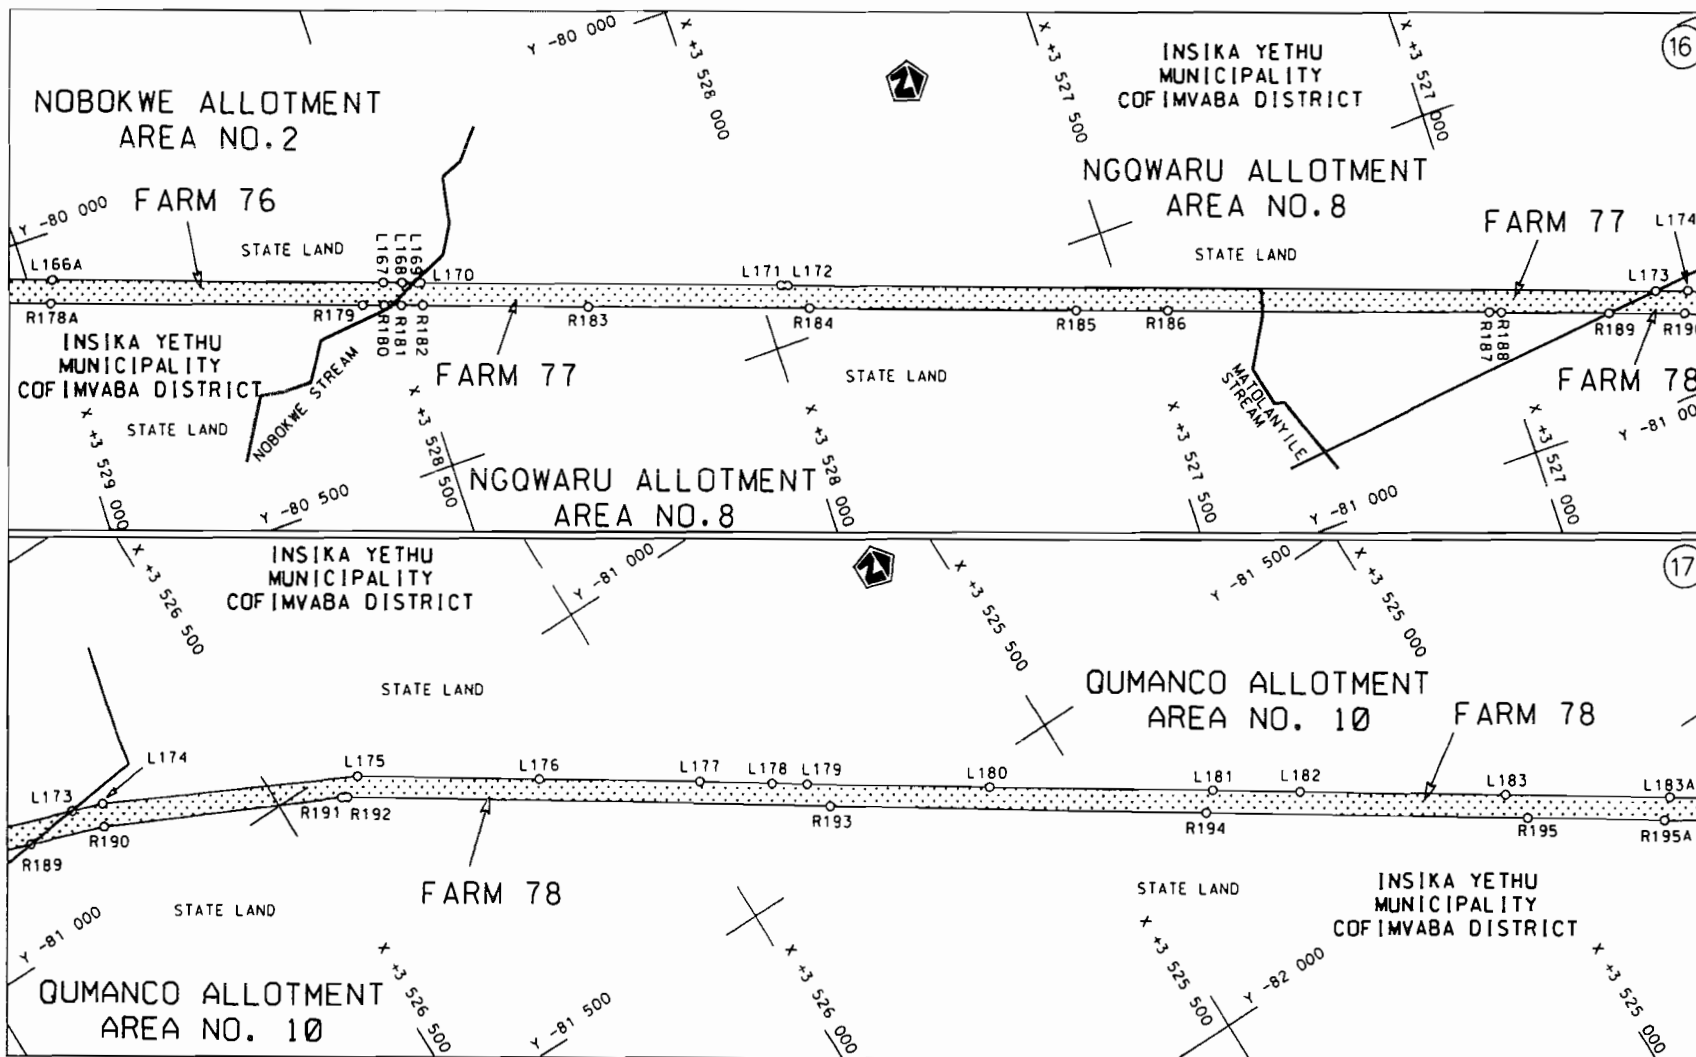 Y -80 000
X +3 528 000
X +3 527 500
INSIKA YETHU
MUNICIPALITY
COFIMVABA DISTRICT
X +3 527 000
16
NOBOKWE ALLOTMENT
AREA NO.2
NGQWARU ALLOTMENT
AREA NO.8
FARM 76
Y -80 000
STATE LAND
STATE LAND
FARM 77
L174
L166A
L167
L168
L169
L170
L171
L172
L173
R178A
R179
R180
R181
R182
R183
R184
R185
R186
R187
R188
R189
R190
INSIKA YETHU
MUNICIPALITY
COFIMVABA DISTRICT
STATE LAND
NOBOKWE STREAM
FARM 77
STATE LAND
MATOLANYILE
STREAM
FARM 78
X +3 529 000
X +3 528 500
X +3 528 000
X +3 527 500
X +3 527 000
Y -80 500
NGQWARU ALLOTMENT
AREA NO.8
Y -81 000
X +3 526 500
INSIKA YETHU
MUNICIPALITY
COFIMVABA DISTRICT
Y -81 000
X +3 525 500
Y -81 500
X +3 525 000
17
STATE LAND
QUMANCO ALLOTMENT
AREA NO. 10
FARM 78
L173
L174
L175
L176
L177
L178
L179
L180
L181
L182
L183
L183A
R189
R190
R191
R192
R193
R194
R195
R195A
FARM 78
STATE LAND
STATE LAND
INSIKA YETHU
MUNICIPALITY
COFIMVABA DISTRICT
Y -81 000
X +3 526 500
Y -81 500
X +3 526 000
X +3 525 500
Y -82 000
X +3 525 000
QUMANCO ALLOTMENT
AREA NO. 10